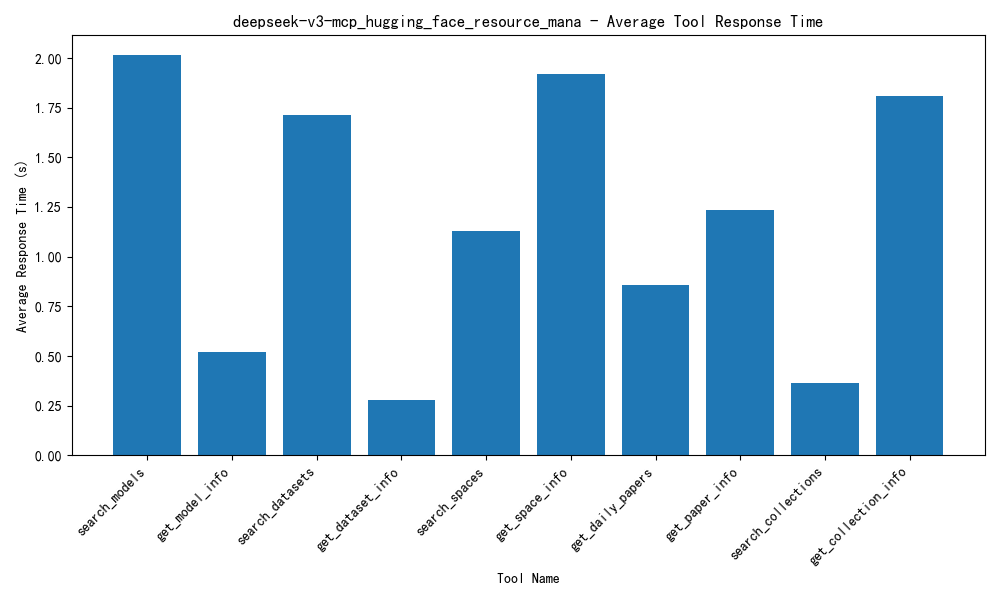 deepseek-v3-mcp_hugging_face_resource_mana - Average Tool Response Time
Average Response Time (s)
2.00
1.75
1.50
1.25
1.00
0.75
0.50
0.25
0.00
search_models
get_model_info
search_datasets
get_dataset_info
search_spaces
get_space_info
get_daily_papers
get_paper_info
search_collections
get_collection_info
Tool Name